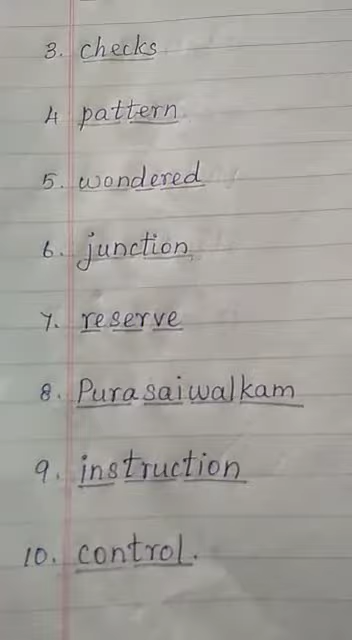 3. checks
4 pattern
5. wondered
6. junction
7. reserve
8. Purasaiwalkam
9. instruction
10. control.